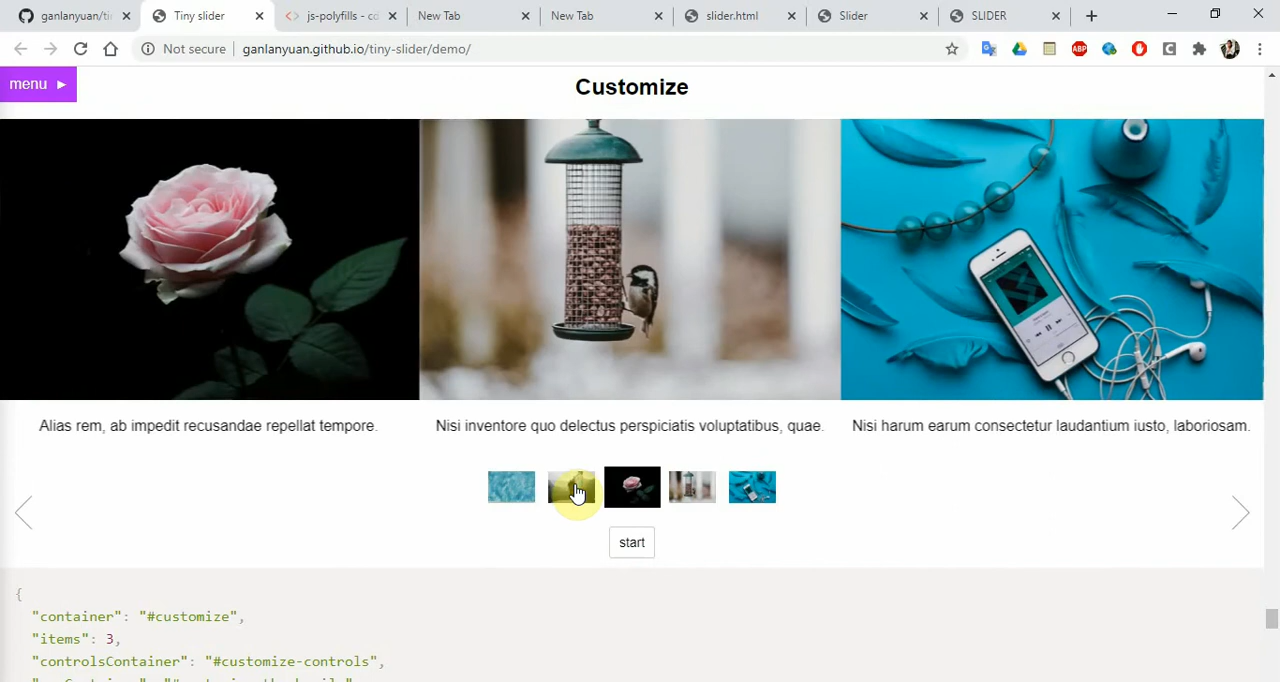 ganlanyuan/ti
Tiny slider
js-polyfills - cd
New Tab
New Tab
slider.html
Slider
SLIDER
Not secure
ganlanyuan.github.io/tiny-slider/demo/
ABP
menu ►
Customize
Alias rem, ab impedit recusandae repellat tempore.
Nisi inventore quo delectus perspiciatis voluptatibus, quae.
Nisi harum earum consectetur laudantium iusto, laboriosam.
start
{
"container": "#customize",
"items": 3,
"controlsContainer": "#customize-controls",